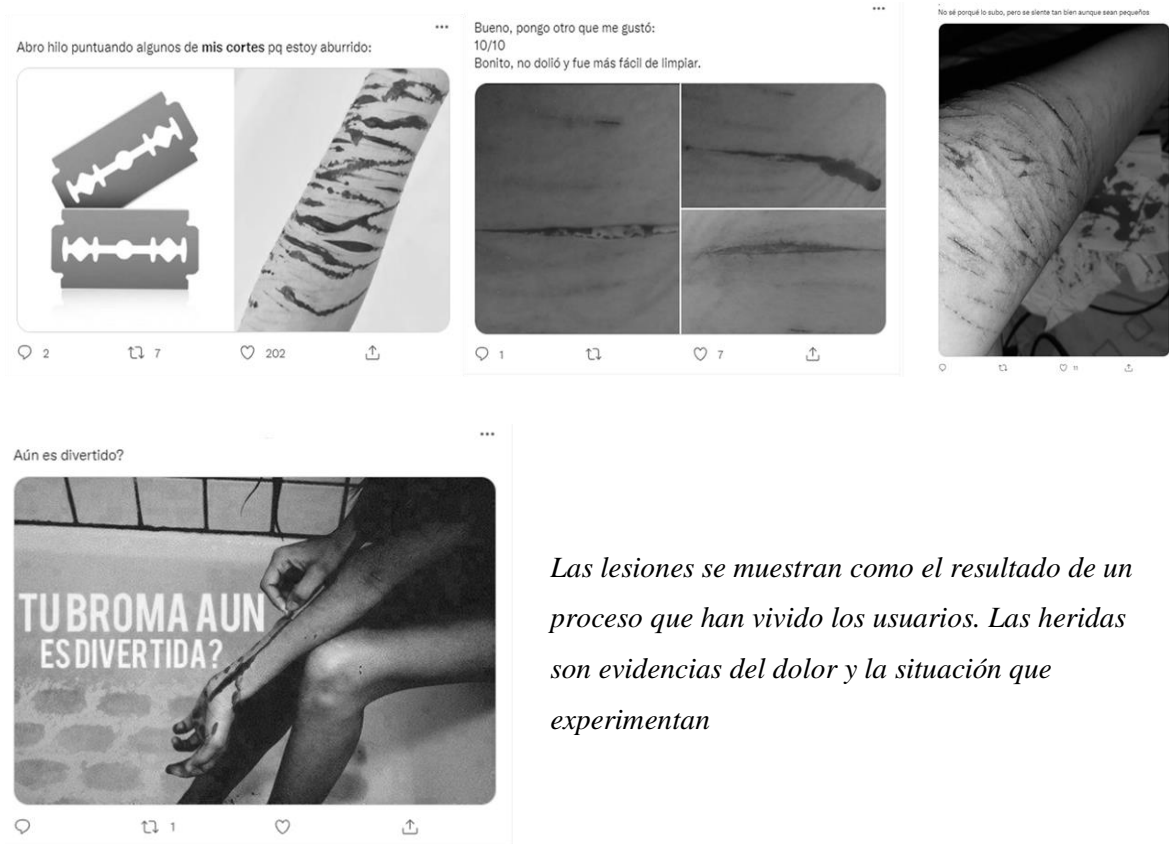 Abro hilo puntuando algunos de mis cortes pq estoy aburrido:
2 7 202
Bueno, pongo otro que me gustó:
10/10
Bonito, no dolió y fue más fácil de limpiar.
1 7
No sé porqué lo subo, pero se siente tan bien aunque sean pequeños
11
Aún es divertido?
TU BROMA AUN
ES DIVERTIDA?
1
Las lesiones se muestran como el resultado de un
proceso que han vivido los usuarios. Las heridas
son evidencias del dolor y la situación que
experimentan